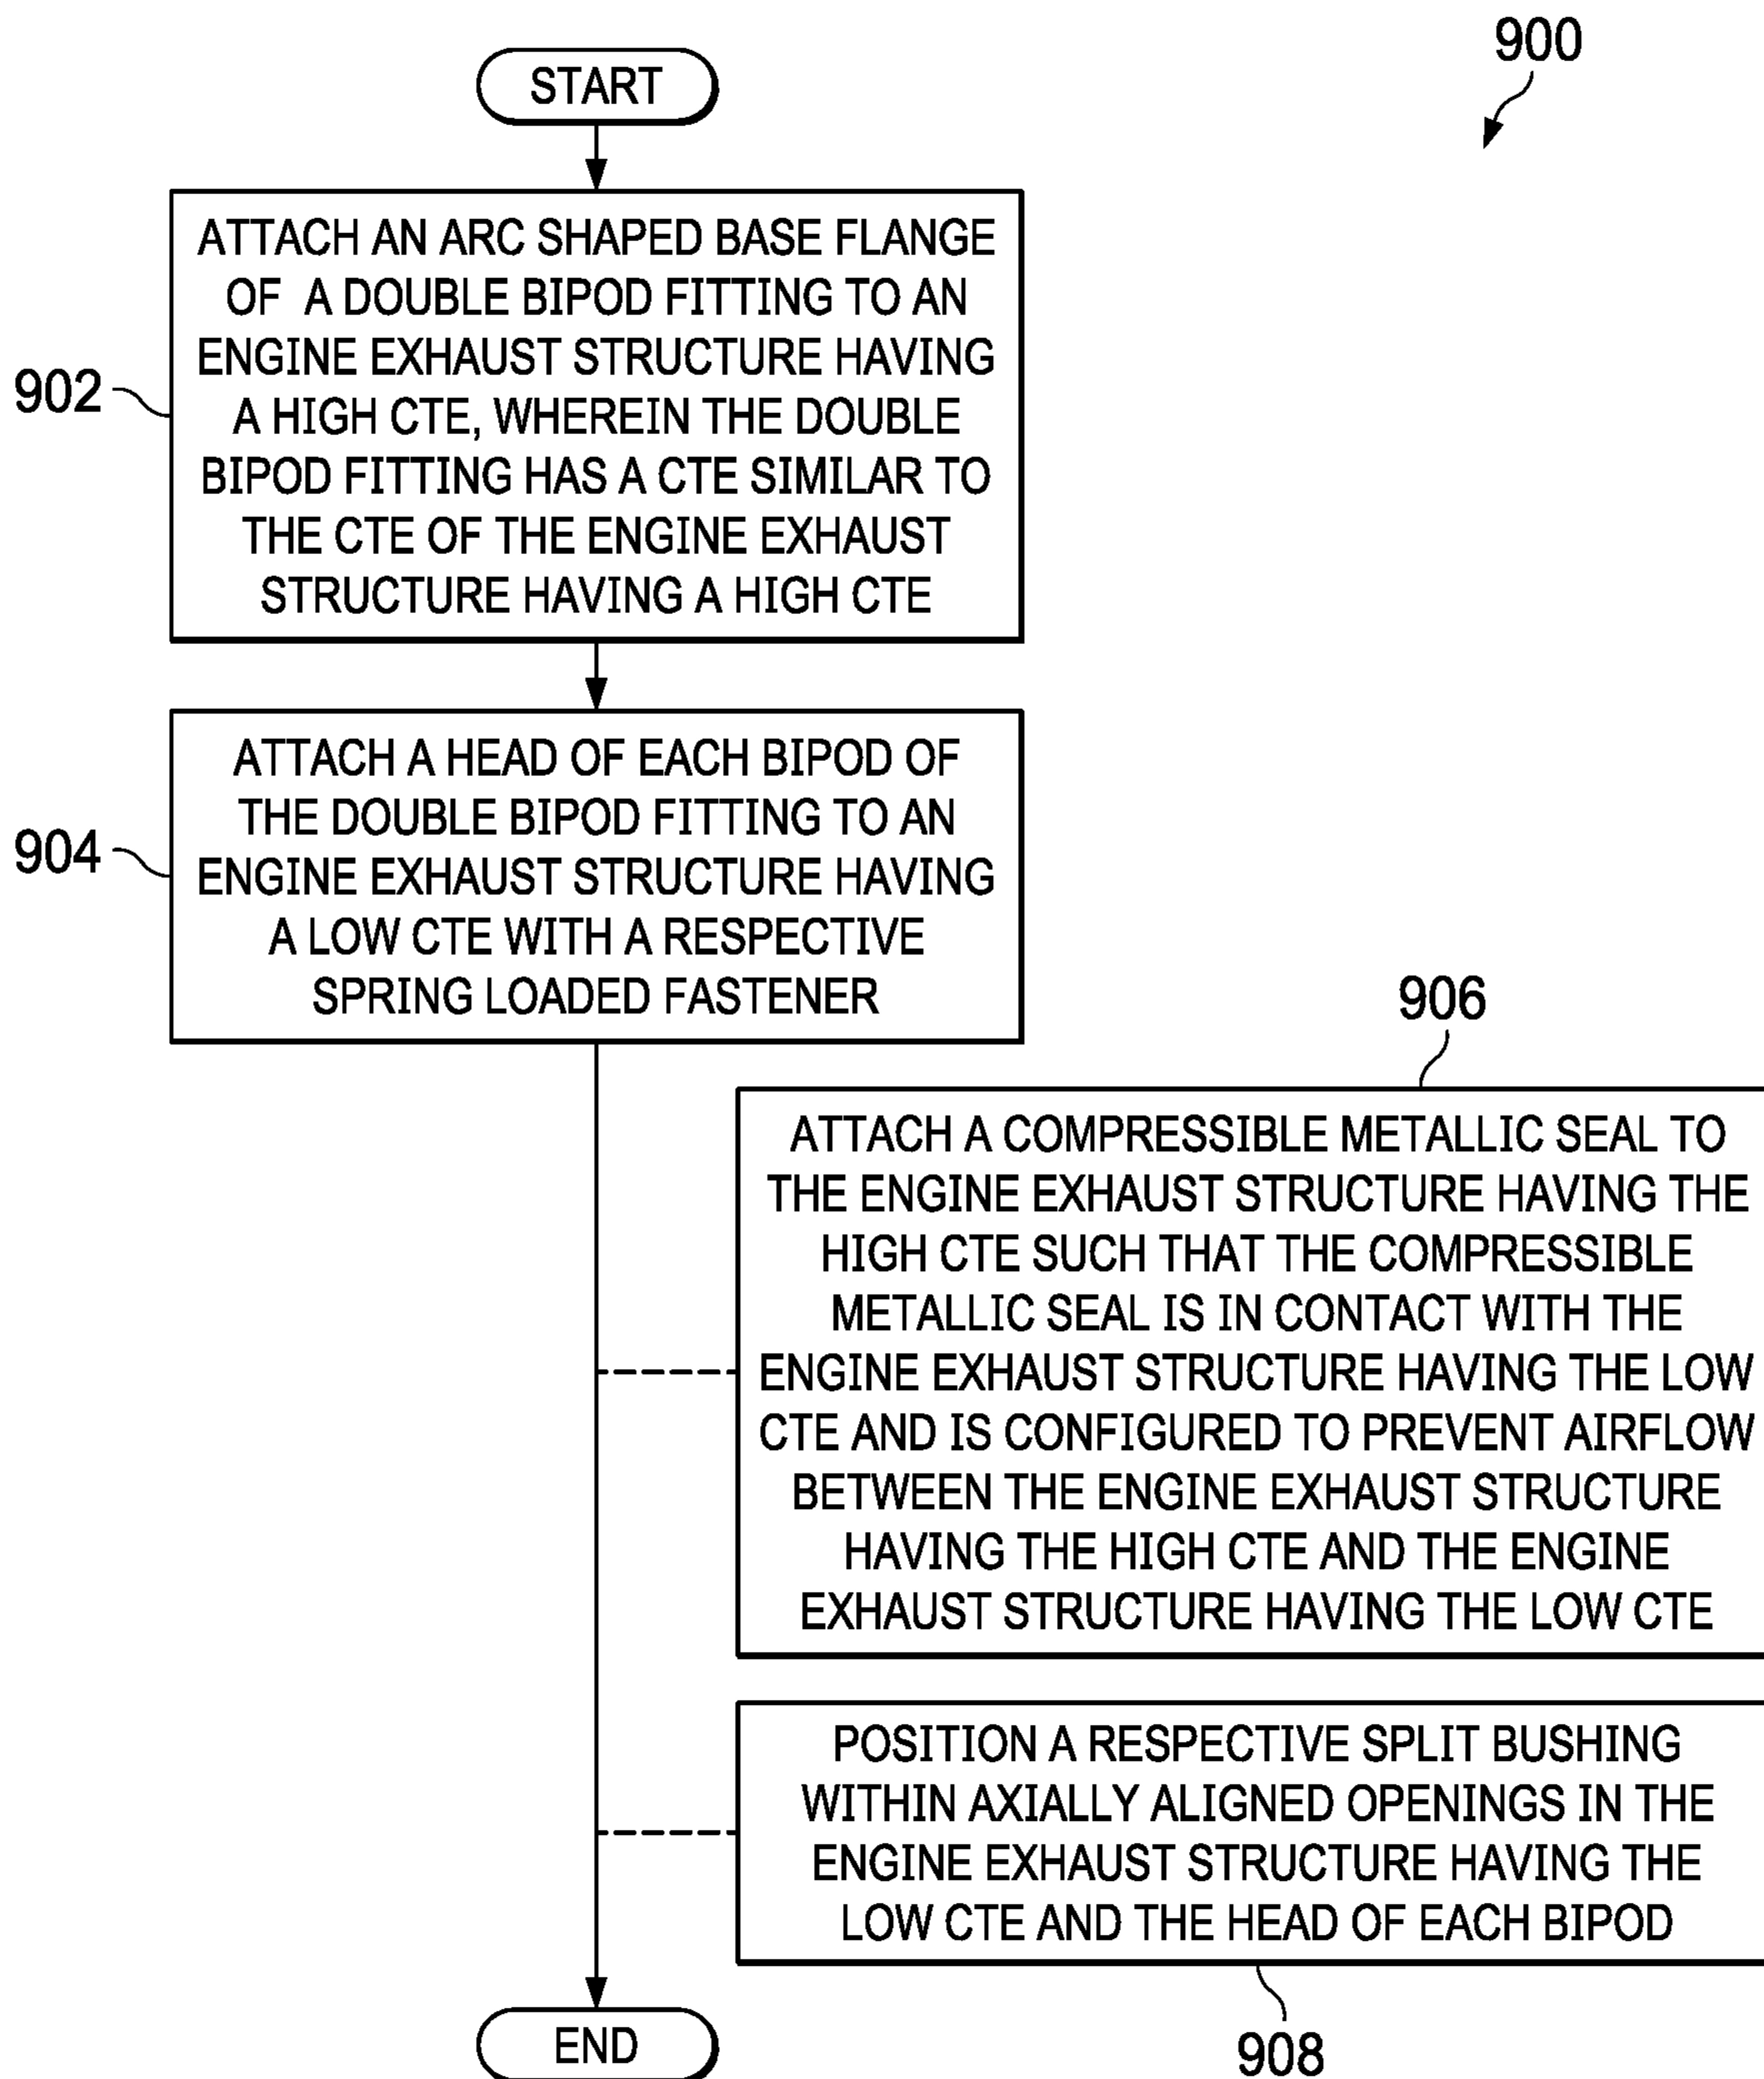 900
START
902
ATTACH AN ARC SHAPED BASE FLANGE
OF A DOUBLE BIPOD FITTING TO AN
ENGINE EXHAUST STRUCTURE HAVING
A HIGH CTE, WHEREIN THE DOUBLE
BIPOD FITTING HAS A CTE SIMILAR TO
THE CTE OF THE ENGINE EXHAUST
STRUCTURE HAVING A HIGH CTE
904
ATTACH A HEAD OF EACH BIPOD OF
THE DOUBLE BIPOD FITTING TO AN
ENGINE EXHAUST STRUCTURE HAVING
A LOW CTE WITH A RESPECTIVE
SPRING LOADED FASTENER
906
ATTACH A COMPRESSIBLE METALLIC SEAL TO
THE ENGINE EXHAUST STRUCTURE HAVING THE
HIGH CTE SUCH THAT THE COMPRESSIBLE
METALLIC SEAL IS IN CONTACT WITH THE
ENGINE EXHAUST STRUCTURE HAVING THE LOW
CTE AND IS CONFIGURED TO PREVENT AIRFLOW
BETWEEN THE ENGINE EXHAUST STRUCTURE
HAVING THE HIGH CTE AND THE ENGINE
EXHAUST STRUCTURE HAVING THE LOW CTE
POSITION A RESPECTIVE SPLIT BUSHING
WITHIN AXIALLY ALIGNED OPENINGS IN THE
ENGINE EXHAUST STRUCTURE HAVING THE
LOW CTE AND THE HEAD OF EACH BIPOD
908
END